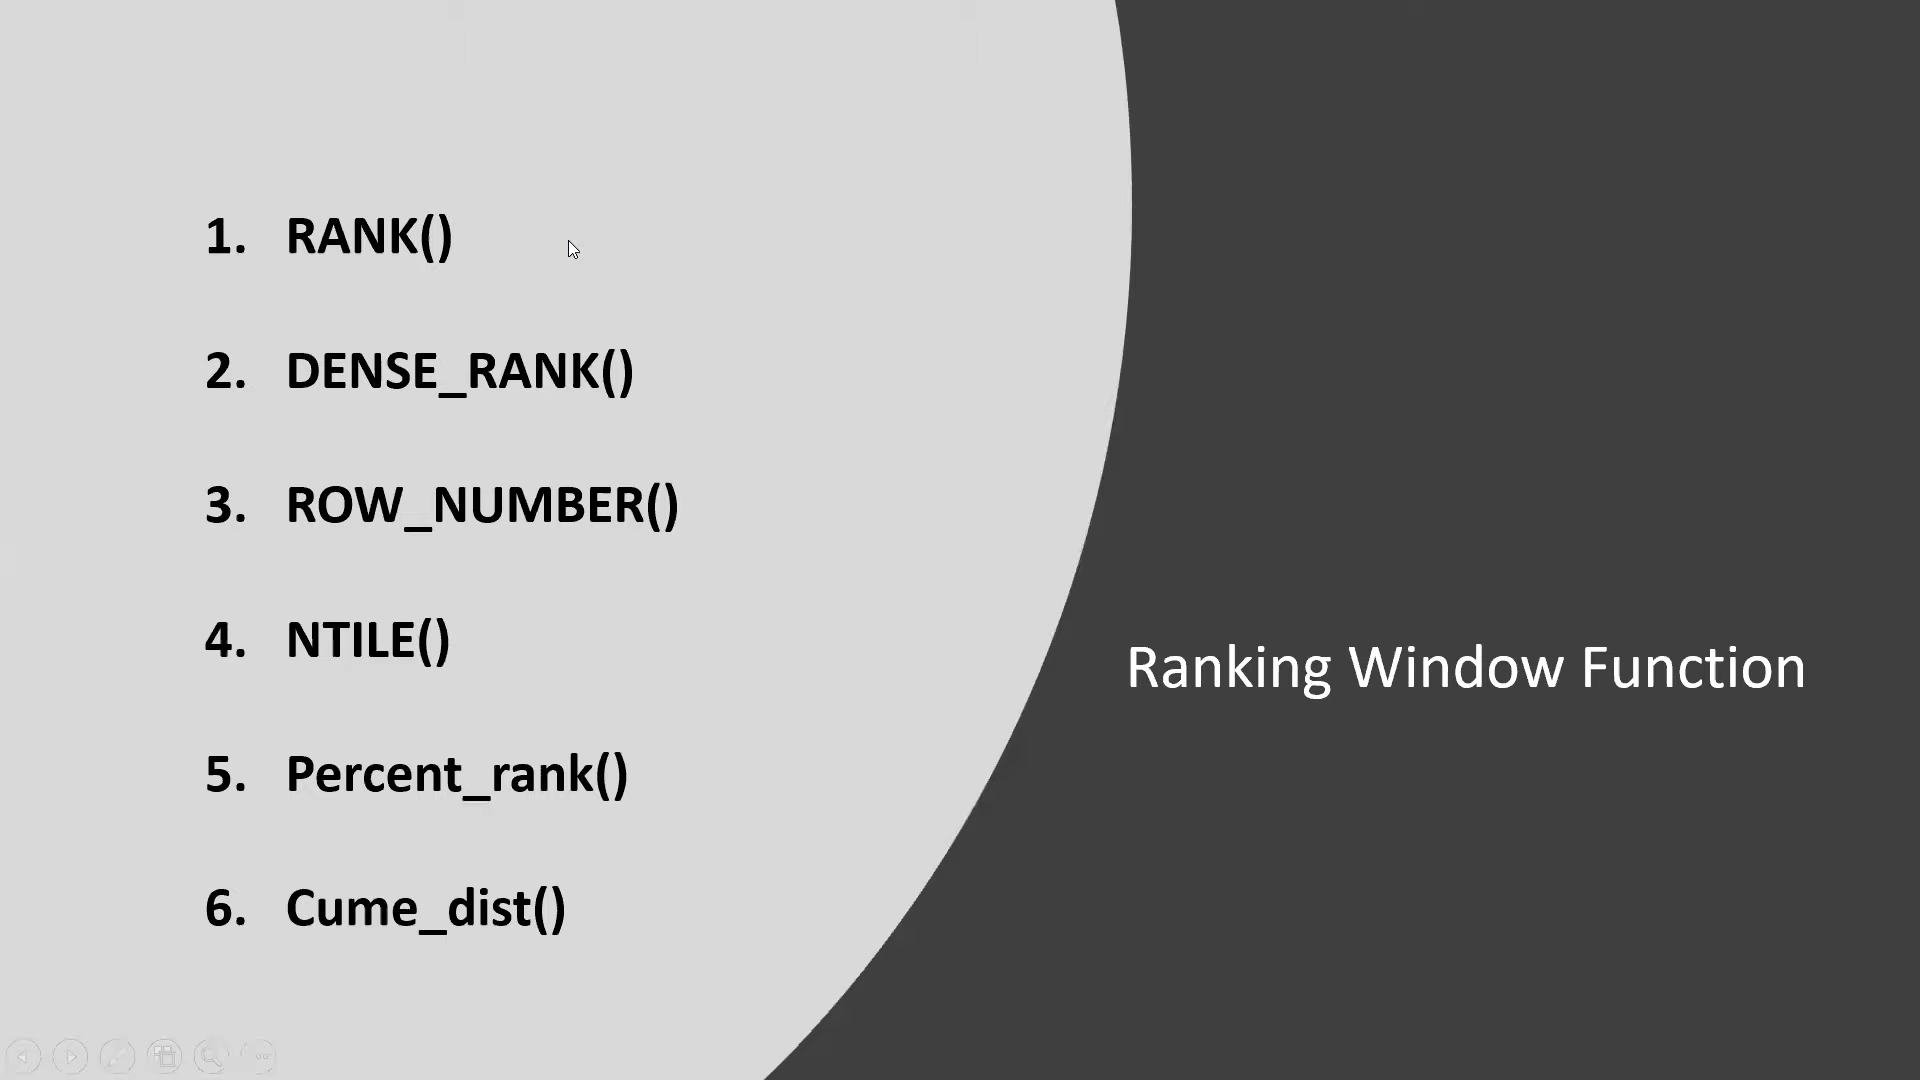 1. RANK()
2. DENSE_RANK()
3. ROW_NUMBER()
4. NTILE()
5. Percent_rank()
6. Cume_dist()
Ranking Window Function